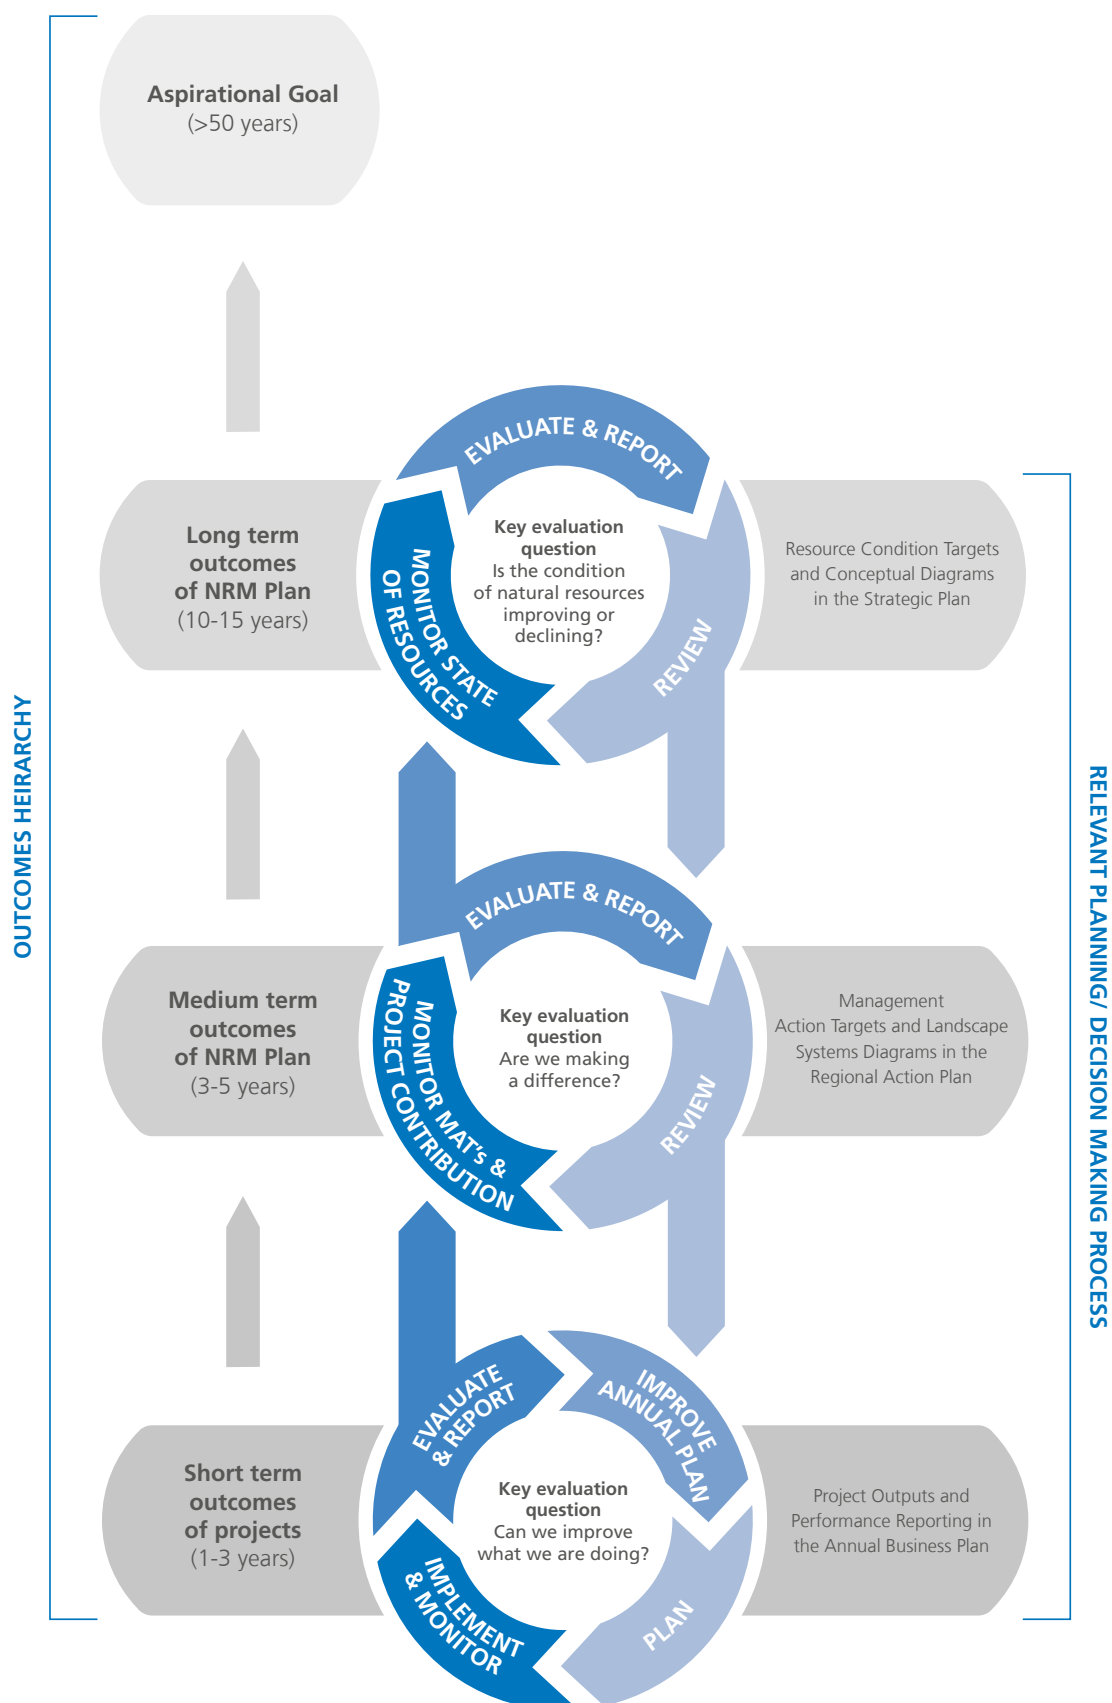 Aspirational Goal
(>50 years)
OUTCOMES HEIRARCHY
RELEVANT PLANNING/ DECISION MAKING PROCESS
Long term
outcomes
of NRM Plan
(10-15 years)
EVALUATE & REPORT
MONITOR STATE
OF RESOURCES
REVIEW
Key evaluation
question
Is the condition
of natural resources
improving or
declining?
Resource Condition Targets
and Conceptual Diagrams
in the Strategic Plan
Medium term
outcomes
of NRM Plan
(3-5 years)
EVALUATE & REPORT
MONITOR MAT's &
PROJECT CONTRIBUTION
REVIEW
Key evaluation
question
Are we making
a difference?
Management
Action Targets and Landscape
Systems Diagrams in the
Regional Action Plan
Short term
outcomes
of projects
(1-3 years)
EVALUATE
& REPORT
IMPROVE
ANNUAL PLAN
IMPLEMENT
& MONITOR
PLAN
Key evaluation
question
Can we improve
what we are doing?
Project Outputs and
Performance Reporting in
the Annual Business Plan